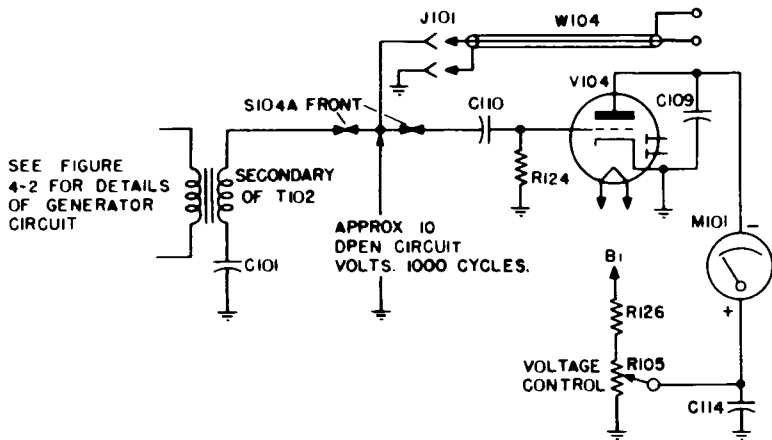 J101
W104
V104
S104A FRONT
C110
C109
SEE FIGURE
4-2 FOR DETAILS
OF GENERATOR
CIRCUIT
SECONDARY
OF T102
R124
C101
APPROX 10
DPEN CIRCUIT
VOLTS. 1000 CYCLES.
M101
-
+
B1
R126
VOLTAGE
CONTROL
R105
C114